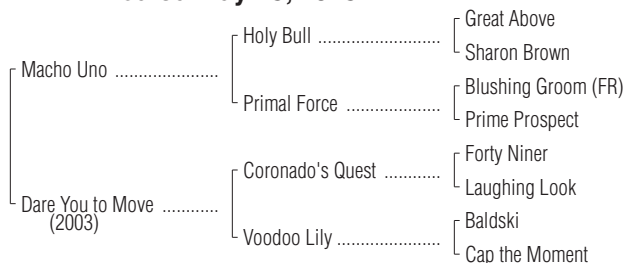 Great Above
Holy Bull ........................
Sharon Brown
Macho Uno .....................
Blushing Groom (FR)
Primal Force ...................
Prime Prospect
Forty Niner
Coronado's Quest ...........
Laughing Look
Dare You to Move ...........
(2003)
Baldski
Voodoo Lily .....................
Cap the Moment